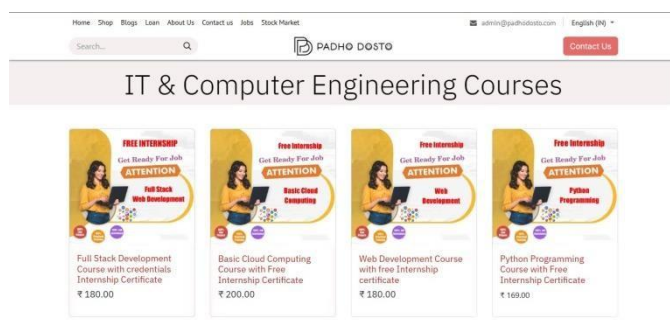 Home Shop Blogs Loan About Us Contact us Jobs Stock Market
admin@padhodosto.com English (IN)
Search...
PADHO DOSTO
Contact Us
IT & Computer Engineering Courses
FREE INTERNSHIP
Get Ready For Job
ATTENTION
Full Stack
Web Development
Free Internship
Get Ready For Job
ATTENTION
Basic Cloud
Computing
Free Internship
Get Ready For Job
ATTENTION
Web
Development
Free Internship
Get Ready For Job
ATTENTION
Python
Programming
Full Stack Development
Course with credentials
Internship Certificate
₹ 180.00
Basic Cloud Computing
Course with Free
Internship Certificate
₹ 200.00
Web Development Course
with free Internship
certificate
₹ 180.00
Python Programming
Course with Free
Internship Certificate
₹ 169.00